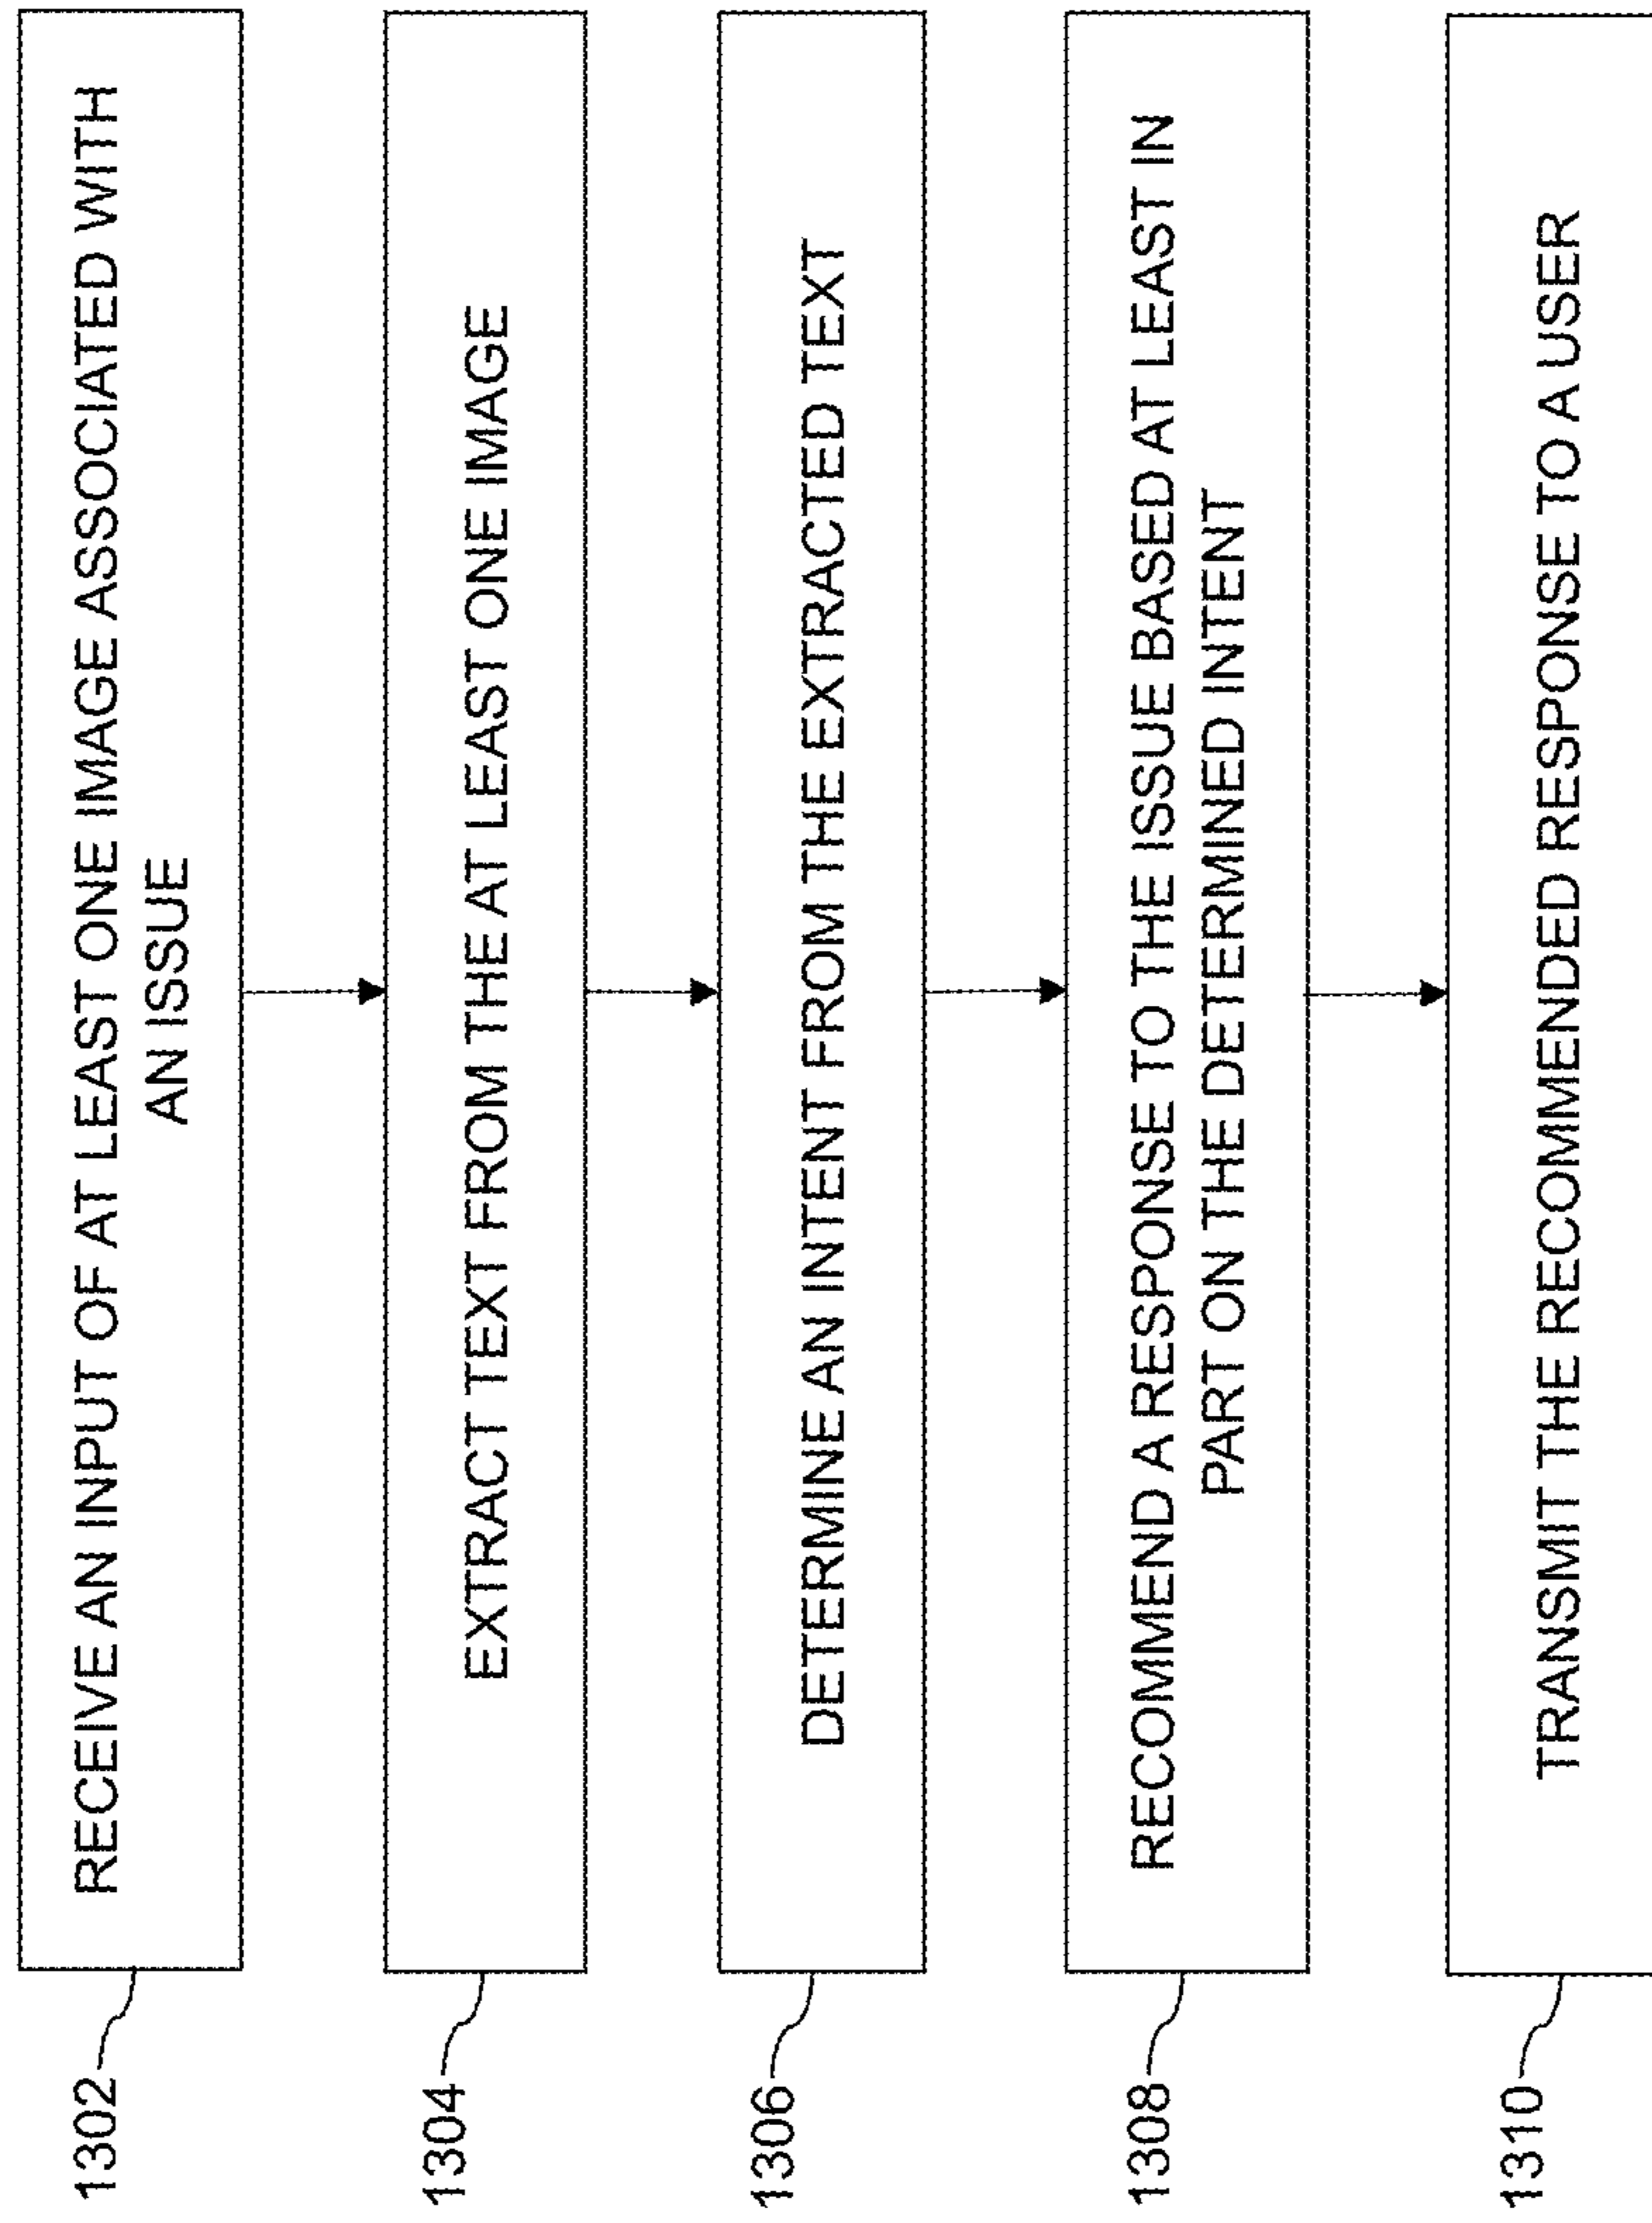 1302
RECEIVE AN INPUT OF AT LEAST ONE IMAGE ASSOCIATED WITH
AN ISSUE
1304
EXTRACT TEXT FROM THE AT LEAST ONE IMAGE
1306
DETERMINE AN INTENT FROM THE EXTRACTED TEXT
1308
RECOMMEND A RESPONSE TO THE ISSUE BASED AT LEAST IN
PART ON THE DETERMINED INTENT
1310
TRANSMIT THE RECOMMENDED RESPONSE TO A USER